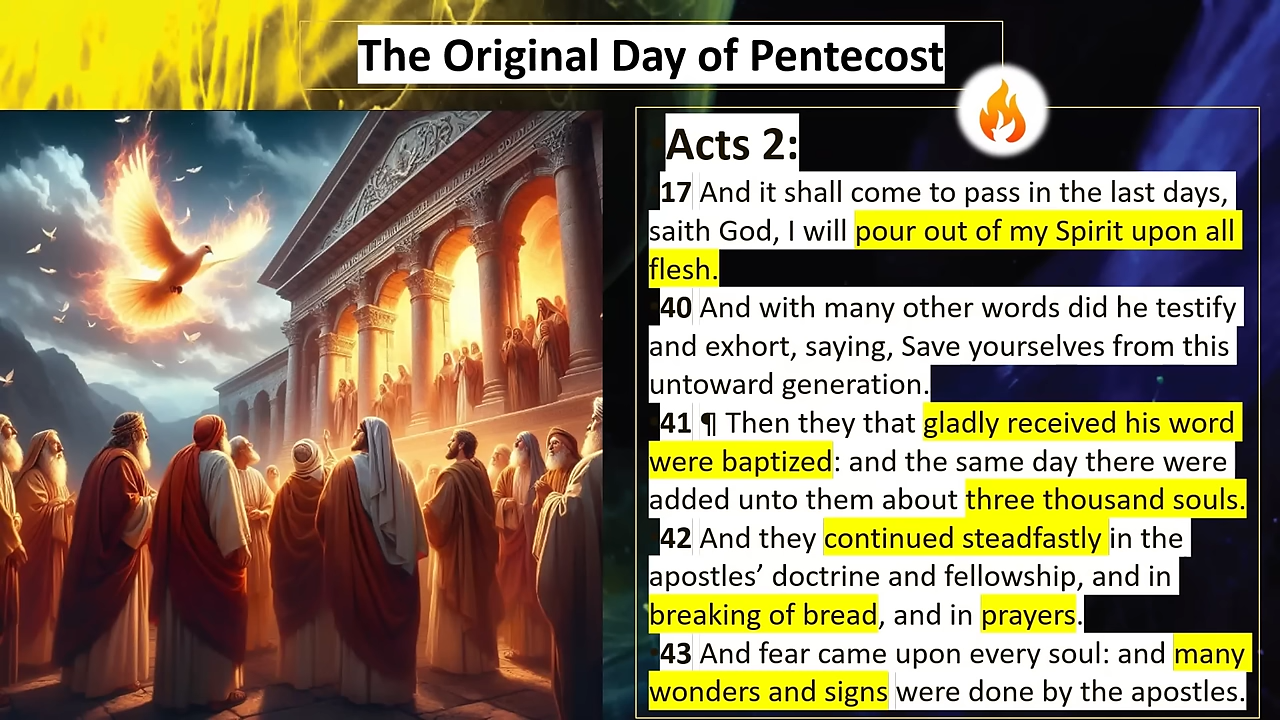 The Original Day of Pentecost
Acts 2:
17 And it shall come to pass in the last days,
saith God, I will pour out of my Spirit upon all
flesh.
40 And with many other words did he testify
and exhort, saying, Save yourselves from this
untoward generation.
41 ¶ Then they that gladly received his word
were baptized: and the same day there were
added unto them about three thousand souls.
42 And they continued steadfastly in the
apostles’ doctrine and fellowship, and in
breaking of bread, and in prayers.
43 And fear came upon every soul: and many
wonders and signs were done by the apostles.